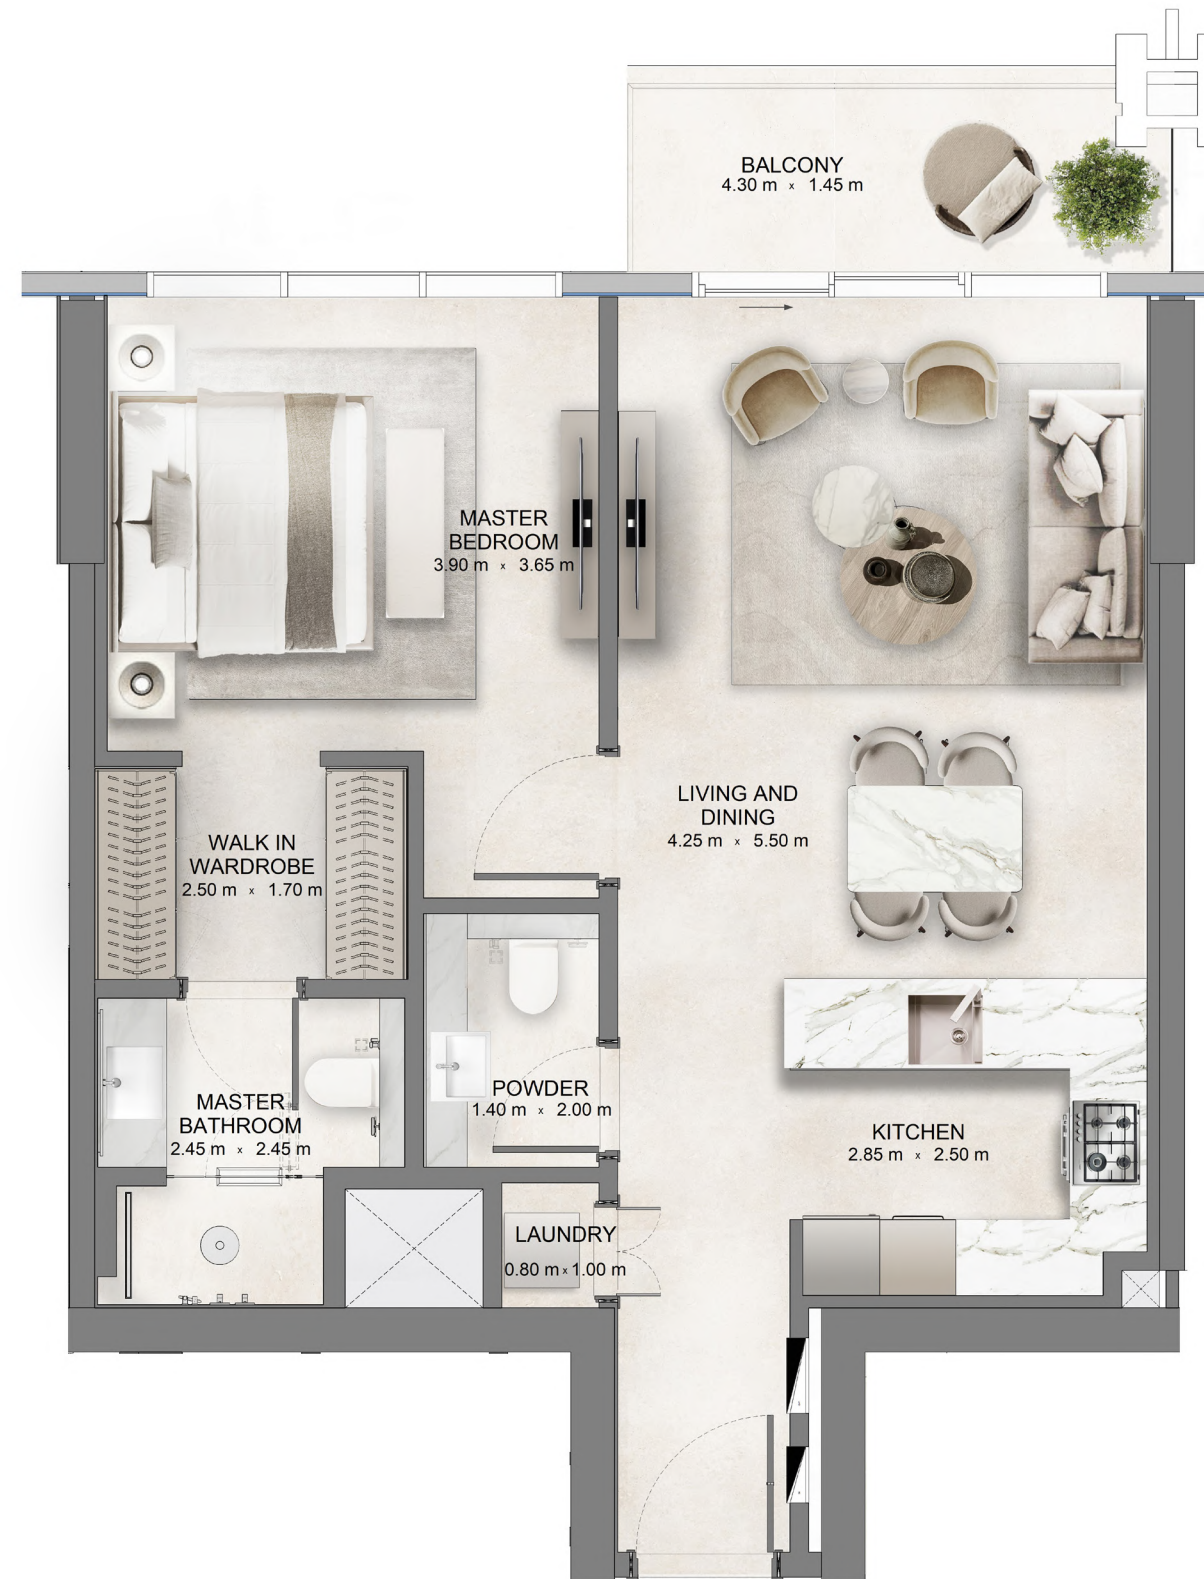 BALCONY
4.30 m x 1.45 m
MASTER
BEDROOM
3.90 m x 3.65 m
LIVING AND
DINING
4.25 m x 5.50 m
WALK IN
WARDROBE
2.50 m x 1.70 m
MASTER
BATHROOM
2.45 m x 2.45 m
POWDER
1.40 m x 2.00 m
KITCHEN
2.85 m x 2.50 m
LAUNDRY
0.80 m x 1.00 m